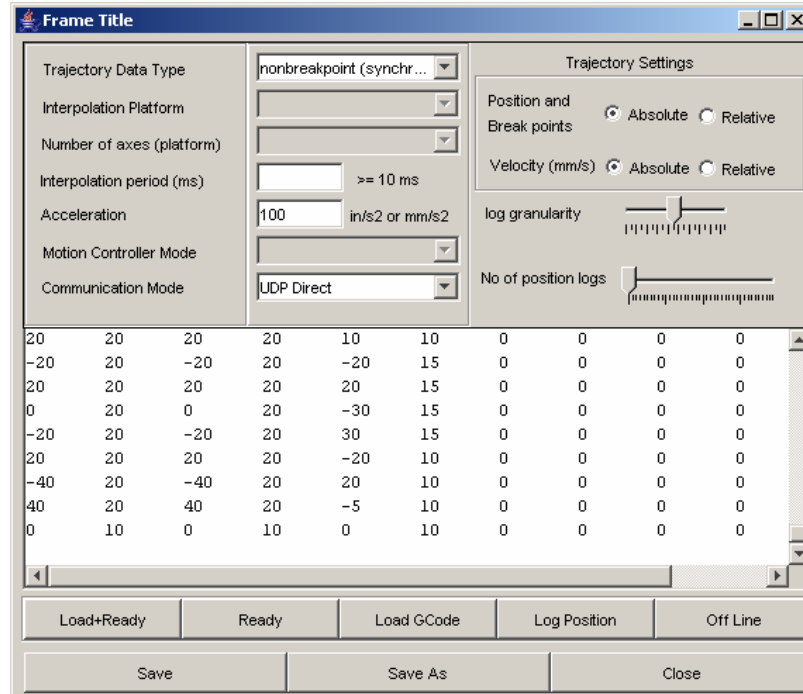 Frame Title
Trajectory Data Type nonbreakpoint (synchr...
Interpolation Platform
Number of axes (platform)
Interpolation period (ms) >= 10 ms
Acceleration 100 in/s2 or mm/s2
Motion Controller Mode
Communication Mode UDP Direct
Trajectory Settings
Position and
Break points Absolute Relative
Velocity (mm/s) Absolute Relative
log granularity
No of position logs
20 20 20 20 10 10 0 0 0 0
-20 20 -20 20 -20 15 0 0 0 0
20 20 20 20 20 15 0 0 0 0
0 20 0 20 -30 15 0 0 0 0
-20 20 -20 20 30 15 0 0 0 0
20 20 20 20 -20 10 0 0 0 0
-40 20 -40 20 20 10 0 0 0 0
40 20 40 20 -5 10 0 0 0 0
0 10 0 10 0 10 0 0 0 0
Load+Ready Ready Load GCode Log Position Off Line
Save Save As Close